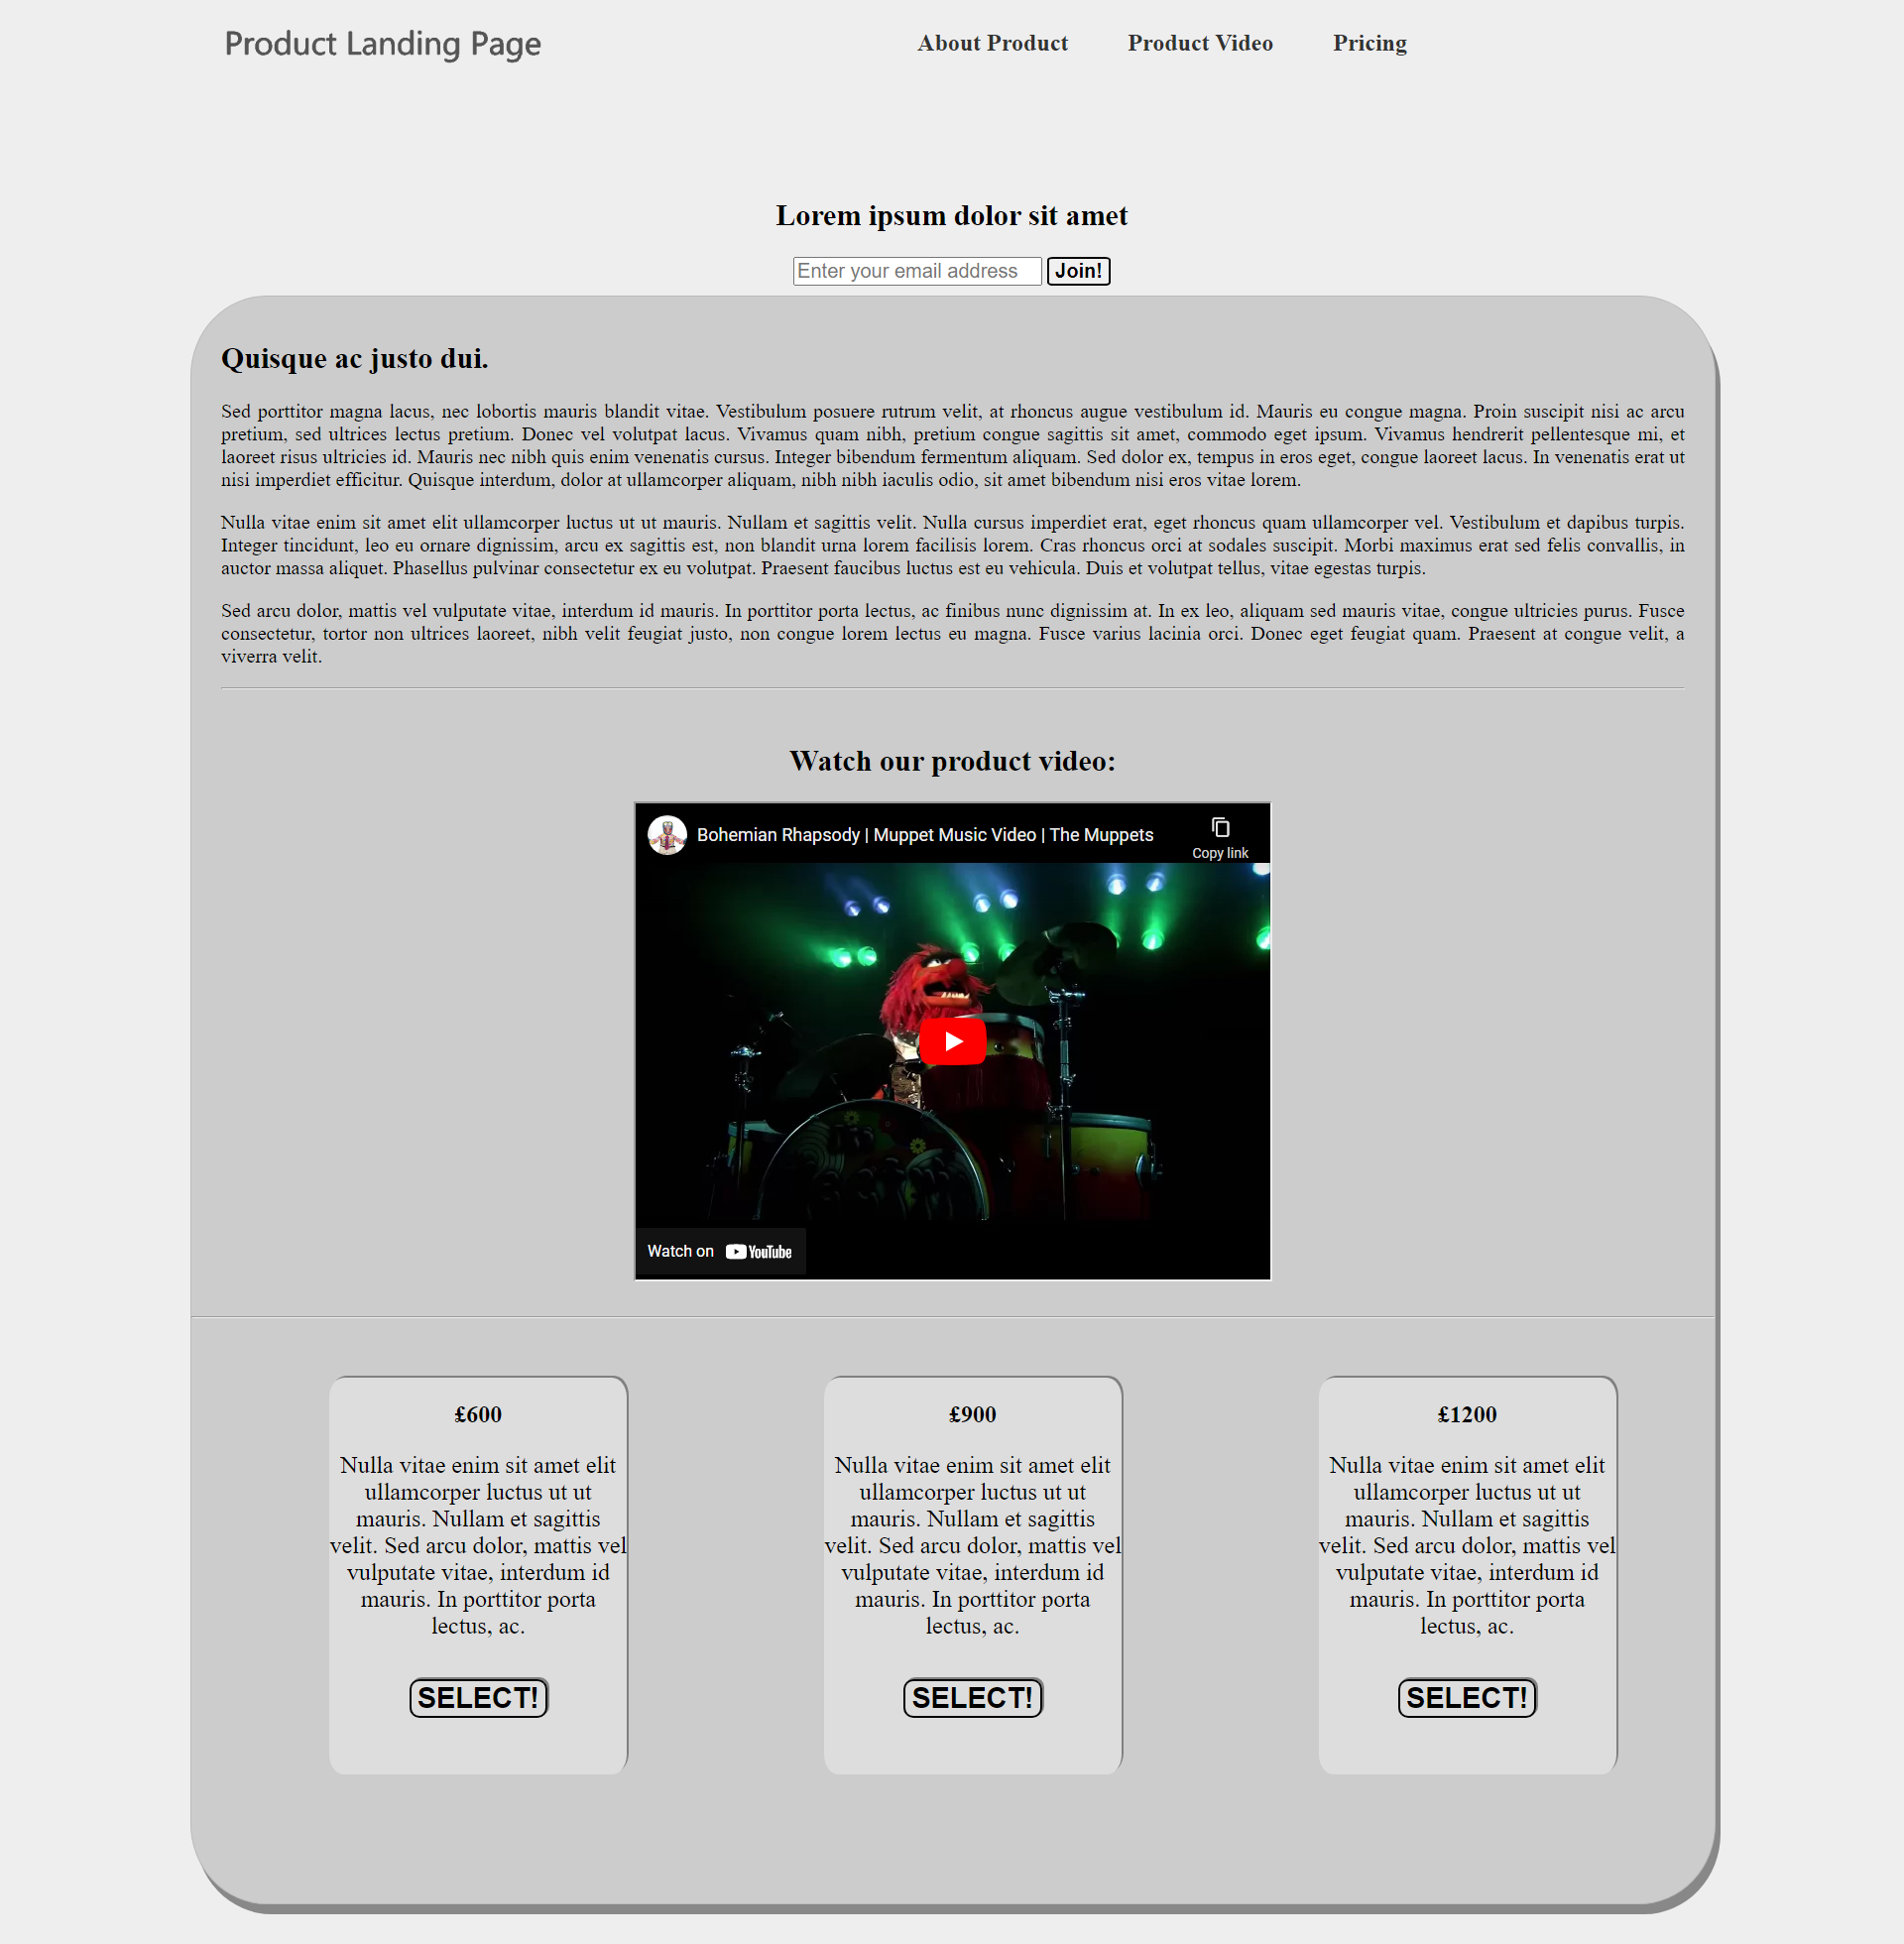 Product Landing Page
About Product
Product Video
Pricing
Lorem ipsum dolor sit amet
Enter your email address
Join!
Quisque ac justo dui.
Sed porttitor magna lacus, nec lobortis mauris blandit vitae. Vestibulum posuere rutrum velit, at rhoncus augue vestibulum id. Mauris eu congue magna. Proin suscipit nisi ac arcu
pretium, sed ultrices lectus pretium. Donec vel volutpat lacus. Vivamus quam nibh, pretium congue sagittis sit amet, commodo eget ipsum. Vivamus hendrerit pellentesque mi, et
laoreet risus ultricies id. Mauris nec nibh quis enim venenatis cursus. Integer bibendum fermentum aliquam. Sed dolor ex, tempus in eros eget, congue laoreet lacus. In venenatis erat ut
nisi imperdiet efficitur. Quisque interdum, dolor at ullamcorper aliquam, nibh nibh iaculis odio, sit amet bibendum nisi eros vitae lorem.
Nulla vitae enim sit amet elit ullamcorper luctus ut ut mauris. Nullam et sagittis velit. Nulla cursus imperdiet erat, eget rhoncus quam ullamcorper vel. Vestibulum et dapibus turpis.
Integer tincidunt, leo eu ornare dignissim, arcu ex sagittis est, non blandit urna lorem facilisis lorem. Cras rhoncus orci at sodales suscipit. Morbi maximus erat sed felis convallis, in
auctor massa aliquet. Phasellus pulvinar consectetur ex eu volutpat. Praesent faucibus luctus est eu vehicula. Duis et volutpat tellus, vitae egestas turpis.
Sed arcu dolor, mattis vel vulputate vitae, interdum id mauris. In porttitor porta lectus, ac finibus nunc dignissim at. In ex leo, aliquam sed mauris vitae, congue ultricies purus. Fusce
consectetur, tortor non ultrices laoreet, nibh velit feugiat justo, non congue lorem lectus eu magna. Fusce varius lacinia orci. Donec eget feugiat quam. Praesent at congue velit, a
viverra velit.
Watch our product video:
Bohemian Rhapsody | Muppet Music Video | The Muppets
Copy link
Watch on YouTube
£600
Nulla vitae enim sit amet elit
ullamcorper luctus ut ut
mauris. Nullam et sagittis
velit. Sed arcu dolor, mattis vel
vulputate vitae, interdum id
mauris. In porttitor porta
lectus, ac.
SELECT!
£900
Nulla vitae enim sit amet elit
ullamcorper luctus ut ut
mauris. Nullam et sagittis
velit. Sed arcu dolor, mattis vel
vulputate vitae, interdum id
mauris. In porttitor porta
lectus, ac.
SELECT!
£1200
Nulla vitae enim sit amet elit
ullamcorper luctus ut ut
mauris. Nullam et sagittis
velit. Sed arcu dolor, mattis vel
vulputate vitae, interdum id
mauris. In porttitor porta
lectus, ac.
SELECT!